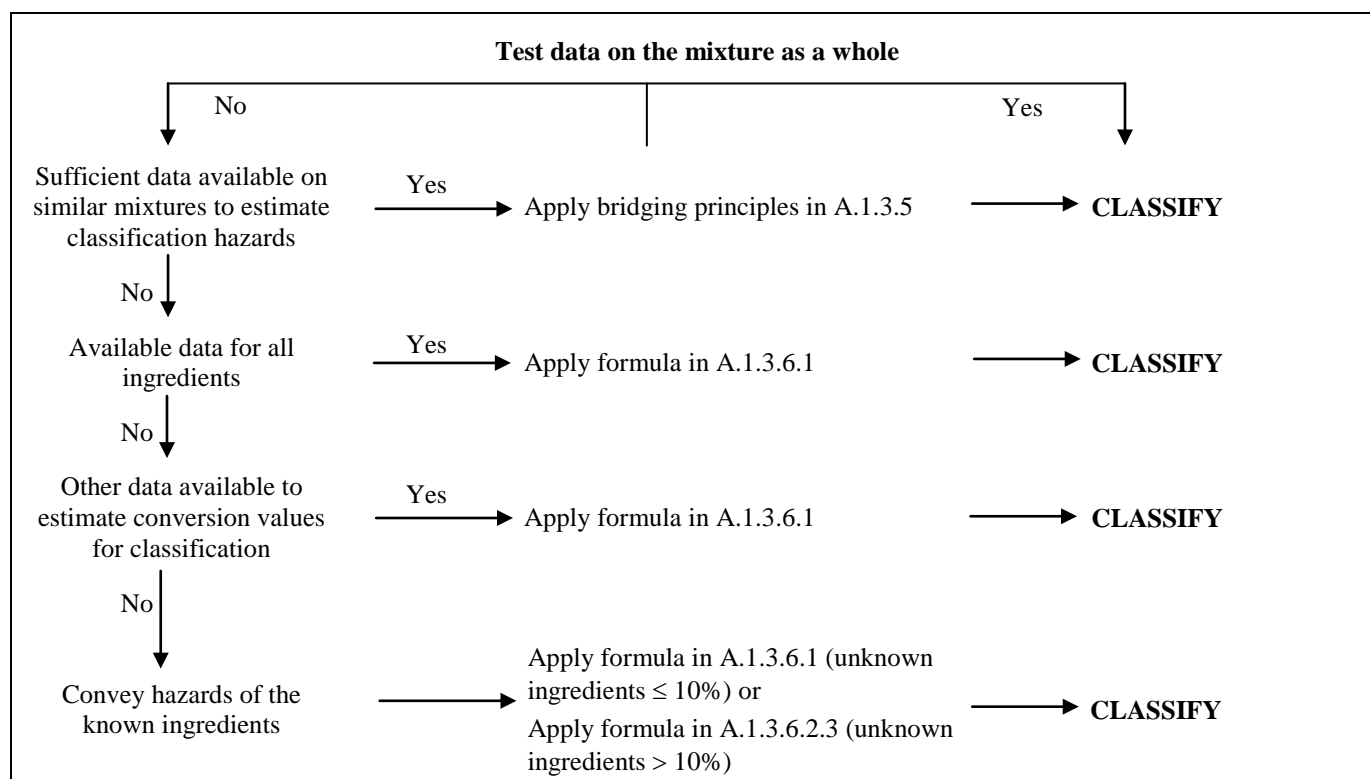 Test data on the mixture as a whole
No
Yes
Sufficient data available on
similar mixtures to estimate
classification hazards
Yes
Apply bridging principles in A.1.3.5
CLASSIFY
No
Available data for all
ingredients
Yes
Apply formula in A.1.3.6.1
CLASSIFY
No
Other data available to
estimate conversion values
for classification
Yes
Apply formula in A.1.3.6.1
CLASSIFY
No
Convey hazards of the
known ingredients
Apply formula in A.1.3.6.1 (unknown
ingredients ≤ 10%) or
Apply formula in A.1.3.6.2.3 (unknown
ingredients > 10%)
CLASSIFY